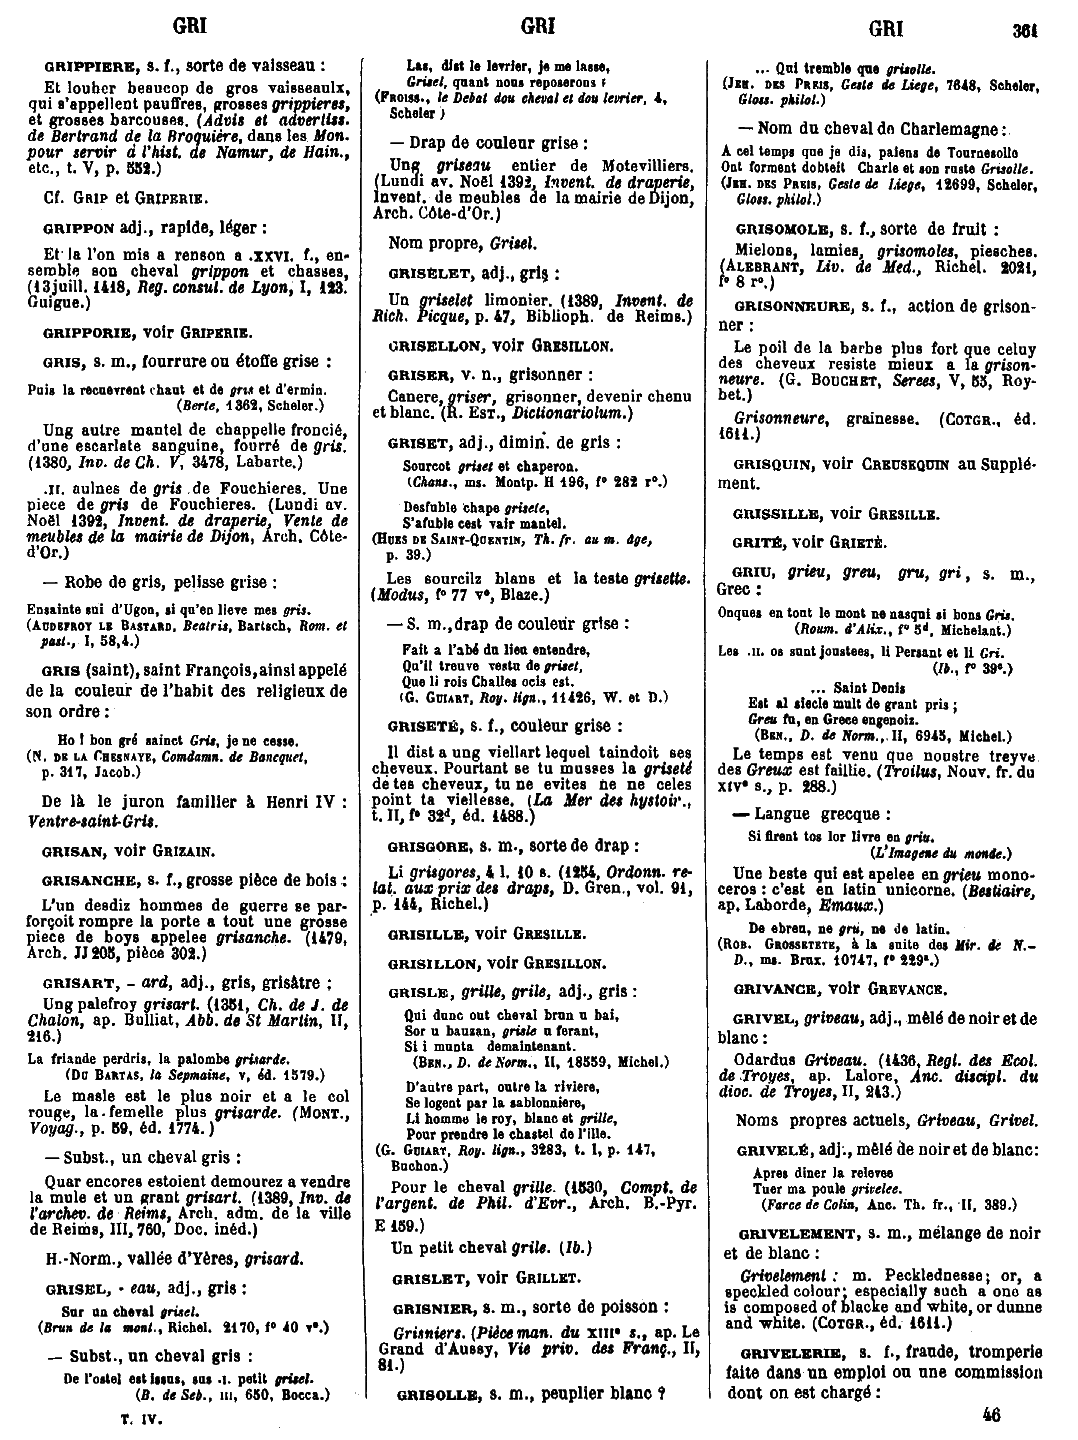 GRI
GRI
GRI
361
GRIPPIERE, s. f., sorte de vaisseau :
Et louher beaucop de gros vaisseaulx,
qui s'appellent pauffres, grosses grippieres,
et grosses barcouses. (Advis et advertiss.
de Bertrand de la Broquière, dans les Mon.
pour servir à l'hist. de Namur, de Hain.,
etc., t. V, p. 552.)
Cf. GRIP et GRIPERIE.
GRIPPON adj., rapide, léger :
Et la l'on mis a renson a .XXVI. f., en-
semble son cheval grippon et chasses,
(13 juill. 1418, Reg. consul. de Lyon, I, 123.
Guigue.)
GRIPPORIE, voir GRIPERIE.
GRIS, s. m., fourrure ou étoffe grise :
Puis la recuevrent chaut et de gris et d'ermin.
(Berte, 1362, Scheler.)
Ung autre mantel de chappelle froncié,
d'une escarlate sanguine, fourré de gris.
(1380, Inv. de Ch. V, 3478, Labarte.)
.II. aulnes de gris de Fouchieres. Une
piece de gris de Fouchieres. (Lundi av.
Noël 1392, Invent. de draperie, Vente de
meubles de la mairie de Dijon, Arch. Côte-
d'Or.)
— Robe de gris, pelisse grise :
Ensainte sui d'Ugon, si qu'en lieve mes gris.
(AUDEFROY LE BASTARD, Beatris, Bartsch, Rom. et
past., I, 58,4.)
GRIS (saint), saint François, ainsi appelé
de la couleur de l'habit des religieux de
son ordre :
Ho ! bon gré sainct Gris, je ne cesse.
(N. DE LA CHESNAYE, Comdamn. de Bancquet,
p. 317, Jacob.)
De là le juron familier à Henri IV :
Ventre-saint-Gris.
GRISAN, voir GRIZAIN.
GRISANCHE, s. f., grosse pièce de bois :
L'un desdiz hommes de guerre se par-
forçoit rompre la porte a tout une grosse
piece de boys appelee grisanche. (1479,
Arch. JJ 205, pièce 302.)
GRISART, - ard, adj., gris, grisâtre ;
Ung palefroy grisart. (1351, Ch. de J. de
Chalon, ap. Bulliat, Abb. de St Martin, II,
216.)
La friande perdris, la palombe grisarde.
(DU BARTAS, la Sepmaine, V, éd. 1579.)
Le masle est le plus noir et a le col
rouge, la femelle plus grisarde. (MONT.,
Voyag., p. 59, éd. 1774.)
— Subst., un cheval gris :
Quar encores estoient demourez a vendre
la mule et un grant grisart. (1389, Inv. de
l'archev. de Reims, Arch. adm. de la ville
de Reims, III, 760, Doc. inéd.)
H.-Norm., vallée d'Yères, grisard.
GRISEL, - eau, adj., gris :
Sur un cheval grisel.
(Brun de la mont., Richel. 2170, f° 40 v°.)
— Subst., un cheval gris :
De l'ostel est issus, sus .I. petit grisel.
(B. de Seb., III, 650, Bocca.)
T. IV.
Las, dist le levrier, je me lasse,
Grisel, quant nous reposerons ?
(FROISS., le Debat dou cheval et dou levrier, 4,
Scheler)
— Drap de couleur grise :
Ung griseau entier de Motevilliers.
(Lundi av. Noël 1392, Invent. de draperie,
Invent. de meubles de la mairie de Dijon,
Arch. Côte-d'Or.)
Nom propre, Grisel.
GRISELET, adj., gris :
Un griselet limonier. (1389, Invent. de
Rich. Picque, p. 47, Biblioph. de Reims.)
GRISELLON, voir GRESILLON.
GRISER, v. n., grisonner :
Canere, griser, grisonner, devenir chenu
et blanc. (R. EST., Dictionariolum.)
GRISET, adj., dimin. de gris :
Sourcot griset et chaperon.
(Chans., ms. Montp. H 196, f° 282 r°.)
Desfuble chape grisete,
S'afuble cest vair mantel.
(HUES DE SAINT-QUENTIN, Th. fr. au m. âge,
p. 39.)
Les sourcilz blans et la teste grisette.
(Modus, f° 77 v°, Blaze.)
— S. m., drap de couleur grise :
Fait a l'abé du lieu entendre,
Qu'il treuve vestu de griset,
Que li rois Challes ocis est.
(G. GUIART, Roy. lign., 11426, W. et D.)
GRISETÉ, s. f., couleur grise :
Il dist a ung viellart lequel taindoit ses
cheveux. Pourtant se tu musses la griseté
de tes cheveux, tu ne evites ne ne celes
point ta viellesse. (La Mer des hystoir.,
t. II, f° 32d, éd. 1488.)
GRISGORE, s. m., sorte de drap :
Li grisgores, 4 l. 10 s. (1254, Ordonn. re-
lat. aux prix des draps, D. Gren., vol. 91,
p. 144, Richel.)
GRISILLE, voir GRESILLE.
GRISILLON, voir GRESILLON.
GRISLE, grille, grile, adj., gris :
Qui dunc out cheval brun u bai,
Sor u bauzan, grisle u ferant,
Si i munta demaintenant.
(BEN., D. de Norm., II, 18559, Michel.)
D'autre part, outre la riviere,
Se logent par la sablonniere,
Li homme le roy, blanc et grille,
Pour prendre le chastel de l'ille.
(G. GUIART, Roy. lign., 3283, t. I, p. 147,
Buchon.)
Pour le cheval grille. (1530, Compt. de
l'argent. de Phil. d'Evr., Arch. B.-Pyr.
E 159.)
Un petit cheval grile. (Ib.)
GRISLET, voir GRILLET.
GRISNIER, s. m., sorte de poisson :
Grisniers. (Pièce man. du XIIIe s., ap. Le
Grand d'Aussy, Vie priv. des Franç., II,
81.)
GRISOLLE, s. m., peuplier blanc ?
... Qui tremble que grisolle.
(JEH. DES PREIS, Geste de Liege, 7648, Scheler,
Gloss. philol.)
— Nom du cheval de Charlemagne :
A cel temps que je dis, paiens de Tournesolle
Ont forment dobteit Charle et son ruste Grisolle.
(JEH. DES PREIS, Geste de Liege, 12699, Scheler,
Gloss. philol.)
GRISOMOLE, s. f., sorte de fruit :
Mielons, lamies, grisomoles, piesches.
(ALEBRANT, Liv. de Med., Richel. 2021,
f° 8 r°.)
GRISONNEURE, s. f., action de grison-
ner :
Le poil de la barbe plus fort que celuy
des cheveux resiste mieux a la grison-
neure. (G. BOUCHET, Serees, V, 55, Roy-
bet.)
Grisonneure, grainesse. (COTGR., éd.
1611.)
GRISQUIN, voir CREUSEQUIN au Supplé-
ment.
GRISSILLE, voir GRESILLE.
GRITÉ, voir GRIETÉ.
GRIU, grieu, greu, gru, gri, s. m.,
Grec :
Onques en tout le mont ne nasqui si bons Gris.
(Roum. d'Alix., f° 5d, Michelant.)
Les .II. os sunt joustees, li Persant et li Gri.
(Ib., f° 39e.)
... Saint Denis
Est al siecle mult de grant pris ;
Greu fu, en Grece engenoiz.
(BEN., D. de Norm., II, 6945, Michel.)
Le temps est venu que noustre treyve
des Greux est faillie. (Troilus, Nouv. fr. du
XIVe s., p. 288.)
— Langue grecque :
Si firent tos lor livre en griu.
(L'Imagene du monde.)
Une beste qui est apelee en grieu mono-
ceros : c'est en latin unicorne. (Bestiaire,
ap. Laborde, Emaux.)
De ebreu, ne gru, ne de latin.
(ROB. GROSSETETE, à la suite des Mir. de N.-
D., ms. Brux. 10747, f° 229a.)
GRIVANCE, voir GREVANCE.
GRIVEL, griveau, adj., mêlé de noir et de
blanc :
Odardus Griveau. (1436, Regl. des Ecol.
de Troyes, ap. Lalore, Anc. discipl. du
dioc. de Troyes, II, 213.)
Noms propres actuels, Griveau, Grivel.
GRIVELÉ, adj., mêlé de noir et de blanc:
Apres diner la relevee
Tuer ma poule grivelee.
(Farce de Colin, Anc. Th. fr., II, 389.)
GRIVELEMENT, s. m., mélange de noir
et de blanc :
Grivelement : m. Pecklednesse; or, a
speckled colour; especially such a one as
is composed of blacke and white, or dunne
and white. (COTGR., éd. 1611.)
GRIVELERIE, s. f., fraude, tromperie
faite dans un emploi ou une commission
dont on est chargé :
46